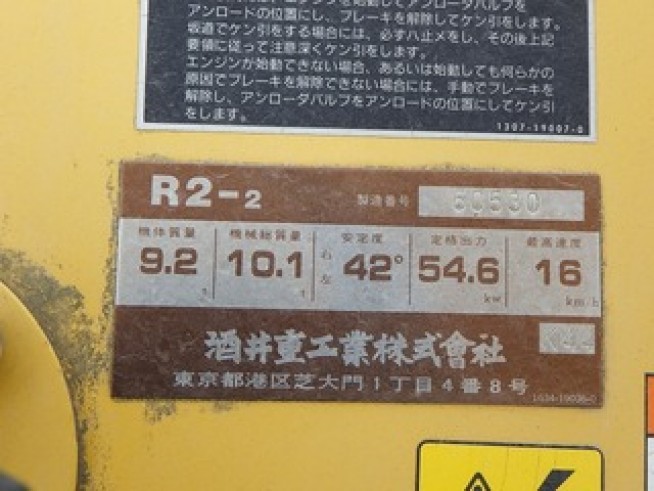 アンロードの位置にし、ブレーキを解除してケン引をします。
坂道でケン引をする場合には、必ずハ止メをし、その後上記
要領に従って注意深くケン引をします。
エンジンが始動できない場合、あるいは始動しても何らかの
原因でブレーキを解除できない場合には、手動でブレーキを
解除し、アンロータバルブをアンロードの位置にしてケン引
をします。
1307-19007-0
R2-2 製造番号 50530
機体質量 機械総質量 安定度 定格出力 最高速度
9.2 10.1 右左 42° 54.6 16
t t kw km/h
酒井重工業株式會社
東京都港区芝大門1丁目4番8号